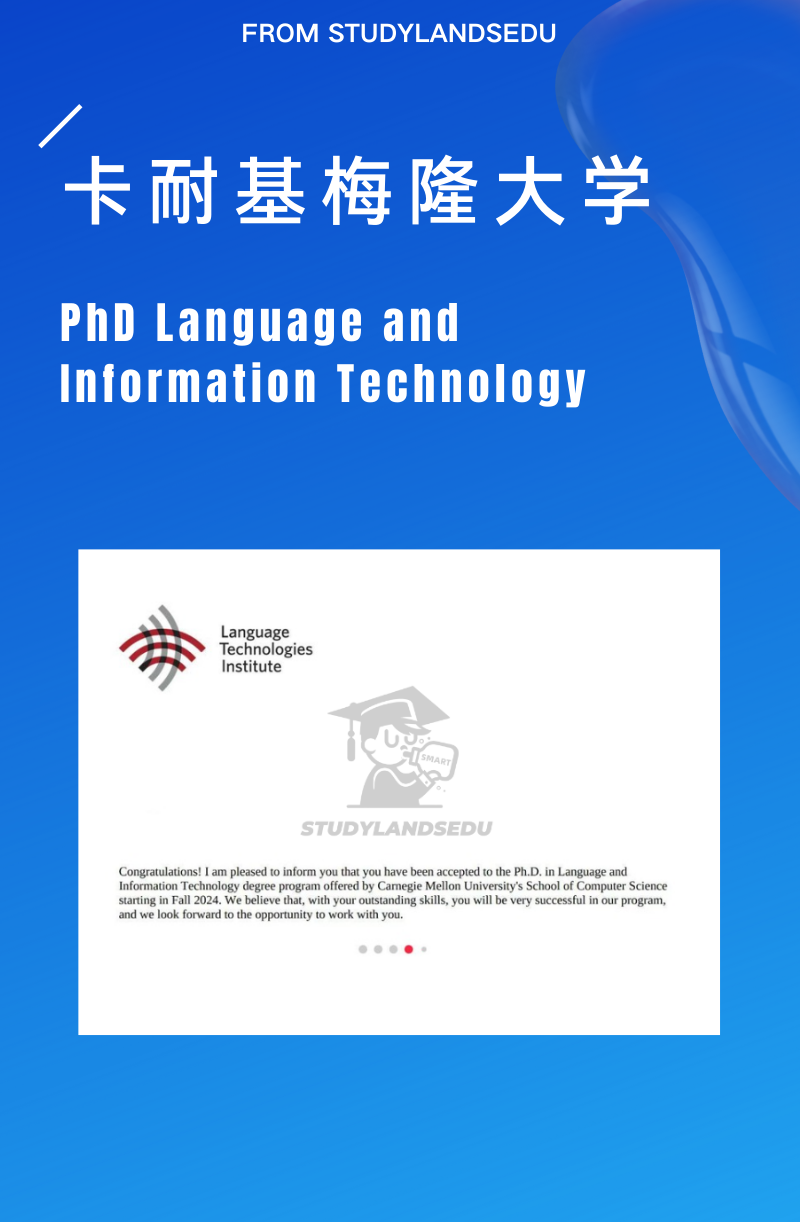 FROM STUDYLANDSEDU
卡耐基梅隆大学
PhD Language and
Information Technology
Language
Technologies
Institute
SMART
STUDYLANDSEDU
Congratulations! I am pleased to inform you that you have been accepted to the Ph.D. in Language and
Information Technology degree program offered by Carnegie Mellon University's School of Computer Science
starting in Fall 2024. We believe that, with your outstanding skills, you will be very successful in our program,
and we look forward to the opportunity to work with you.